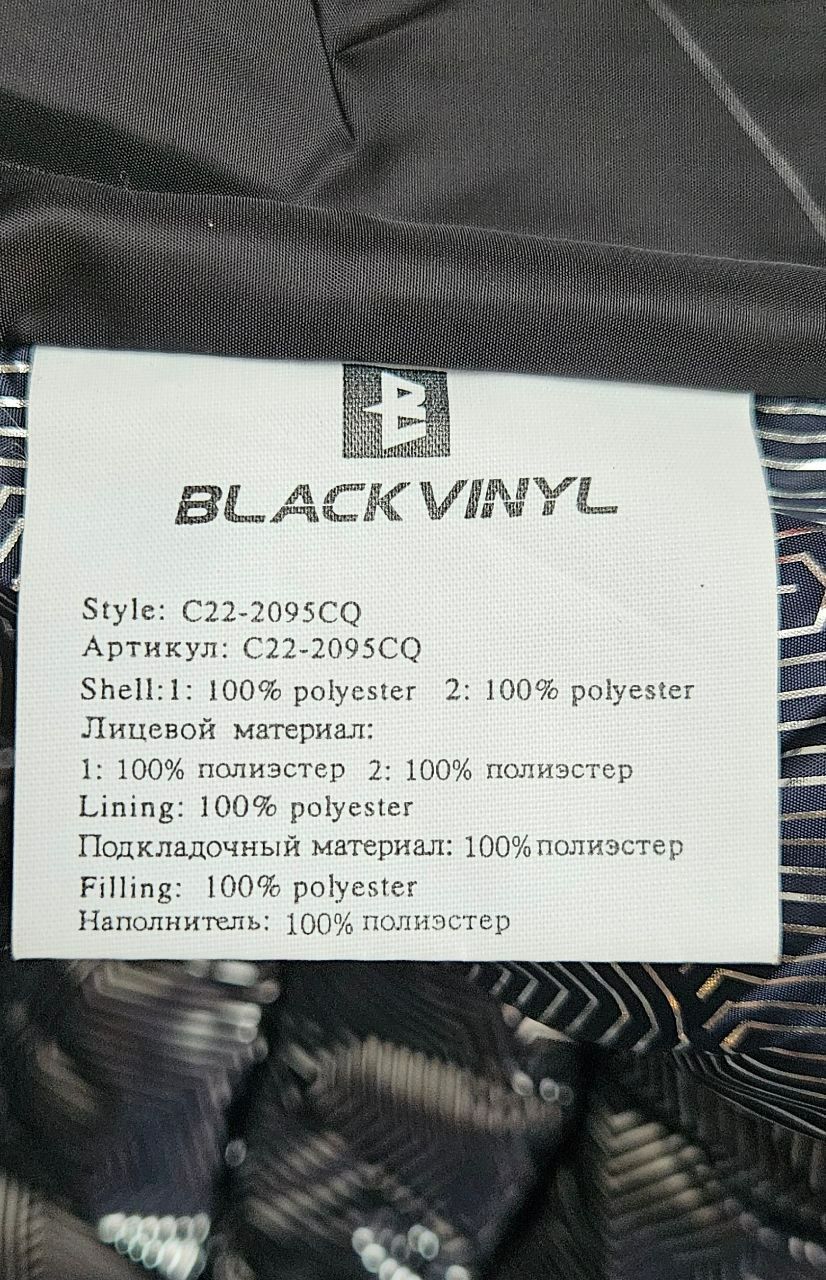 BLACKVINYL
Style: C22-2095CQ
Артикул: C22-2095CQ
Shell:1: 100% polyester 2: 100% polyester
Лицевой материал:
1: 100% полиэстер 2: 100% полиэстер
Lining: 100% polyester
Подкладочный материал: 100%полиэстер
Filling: 100% polyester
Наполнитель: 100% полиэстер